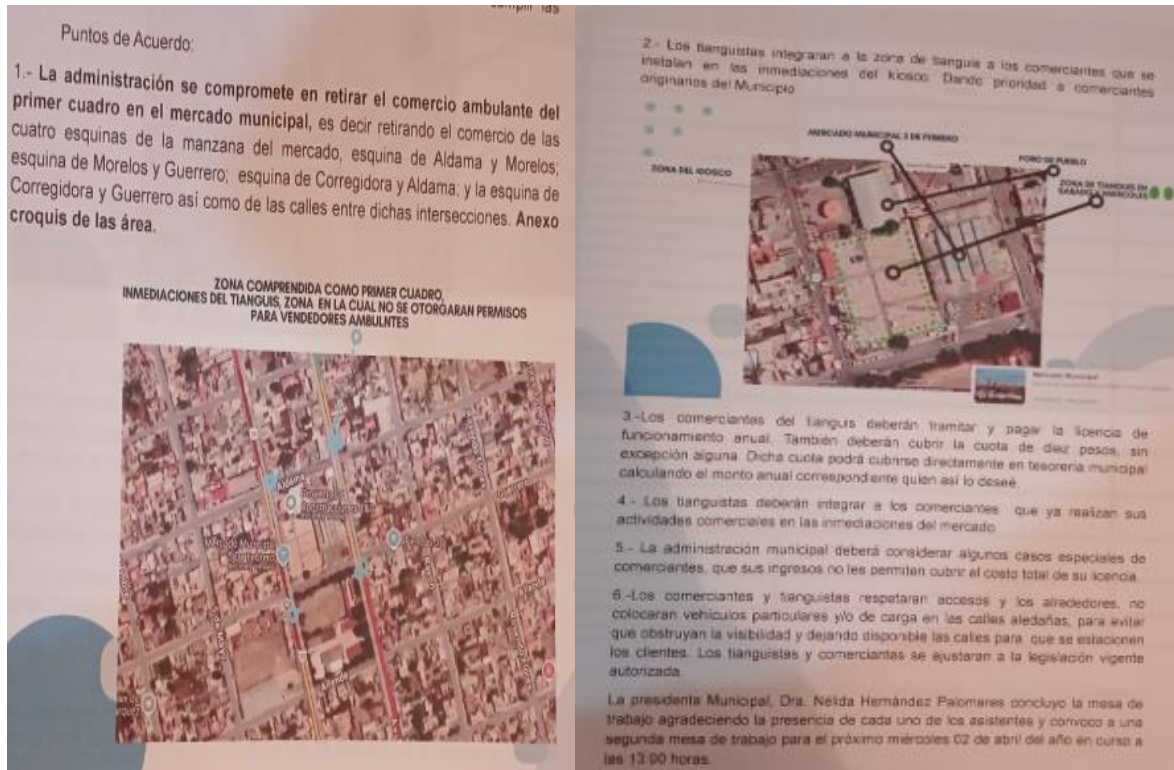 cumplir las
Puntos de Acuerdo:
1.- La administración se compromete en retirar el comercio ambulante del
primer cuadro en el mercado municipal, es decir retirando el comercio de las
cuatro esquinas de la manzana del mercado, esquina de Aldama y Morelos;
esquina de Morelos y Guerrero; esquina de Corregidora y Aldama; y la esquina de
Corregidora y Guerrero así como de las calles entre dichas intersecciones. Anexo
croquis de las área.
ZONA COMPRENDIDA COMO PRIMER CUADRO,
INMEDIACIONES DEL TIANGUIS, ZONA EN LA CUAL NO SE OTORGARAN PERMISOS
PARA VENDEDORES AMBULNTES
Aldama
Allende
2.- Los tianguistas integraran a la zona de tianguis a los comerciantes que se
instalan en las inmediaciones del kiosco. Dando prioridad a comerciantes
originarios del Municipio
MERCADO MUNICIPAL 5 DE FEBRERO
FORO DE PUEBLO
ZONA DEL KIOSCO
ZONA DE TIANGUIS EN
SABADO A MIERCOLES
3.-Los comerciantes del tianguis deberán tramitar y pagar la licencia de
funcionamiento anual. También deberán cubrir la cuota de diez pesos, sin
excepción alguna. Dicha cuota podrá cubrirse directamente en tesorería municipal
calculando el monto anual correspondiente quien así lo deseé.
4.- Los tianguistas deberán integrar a los comerciantes que ya realizan sus
actividades comerciales en las inmediaciones del mercado
5.- La administración municipal deberá considerar algunos casos especiales de
comerciantes, que sus ingresos no les permitan cubrir el costo total de su licencia.
6.-Los comerciantes y tianguistas respetaran accesos y los alrededores, no
colocaran vehículos particulares y/o de carga en las calles aledañas, para evitar
que obstruyan la visibilidad y dejando disponible las calles para que se estacionen
los clientes. Los tianguistas y comerciantes se ajustaran a la legislación vigente
autorizada.
La presidenta Municipal, Dra. Nélida Hernández Palomares concluyo la mesa de
trabajo agradeciendo la presencia de cada uno de los asistentes y convoco a una
segunda mesa de trabajo para el próximo miércoles 02 de abril del año en curso a
las 13:00 horas.